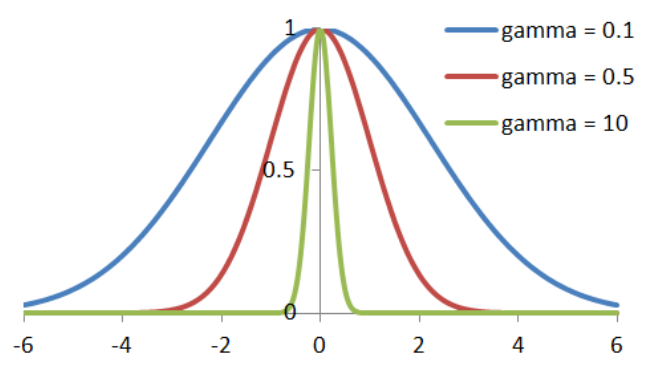 1
gamma = 0.1
gamma = 0.5
gamma = 10
0.5
0
-6 -4 -2 0 2 4 6